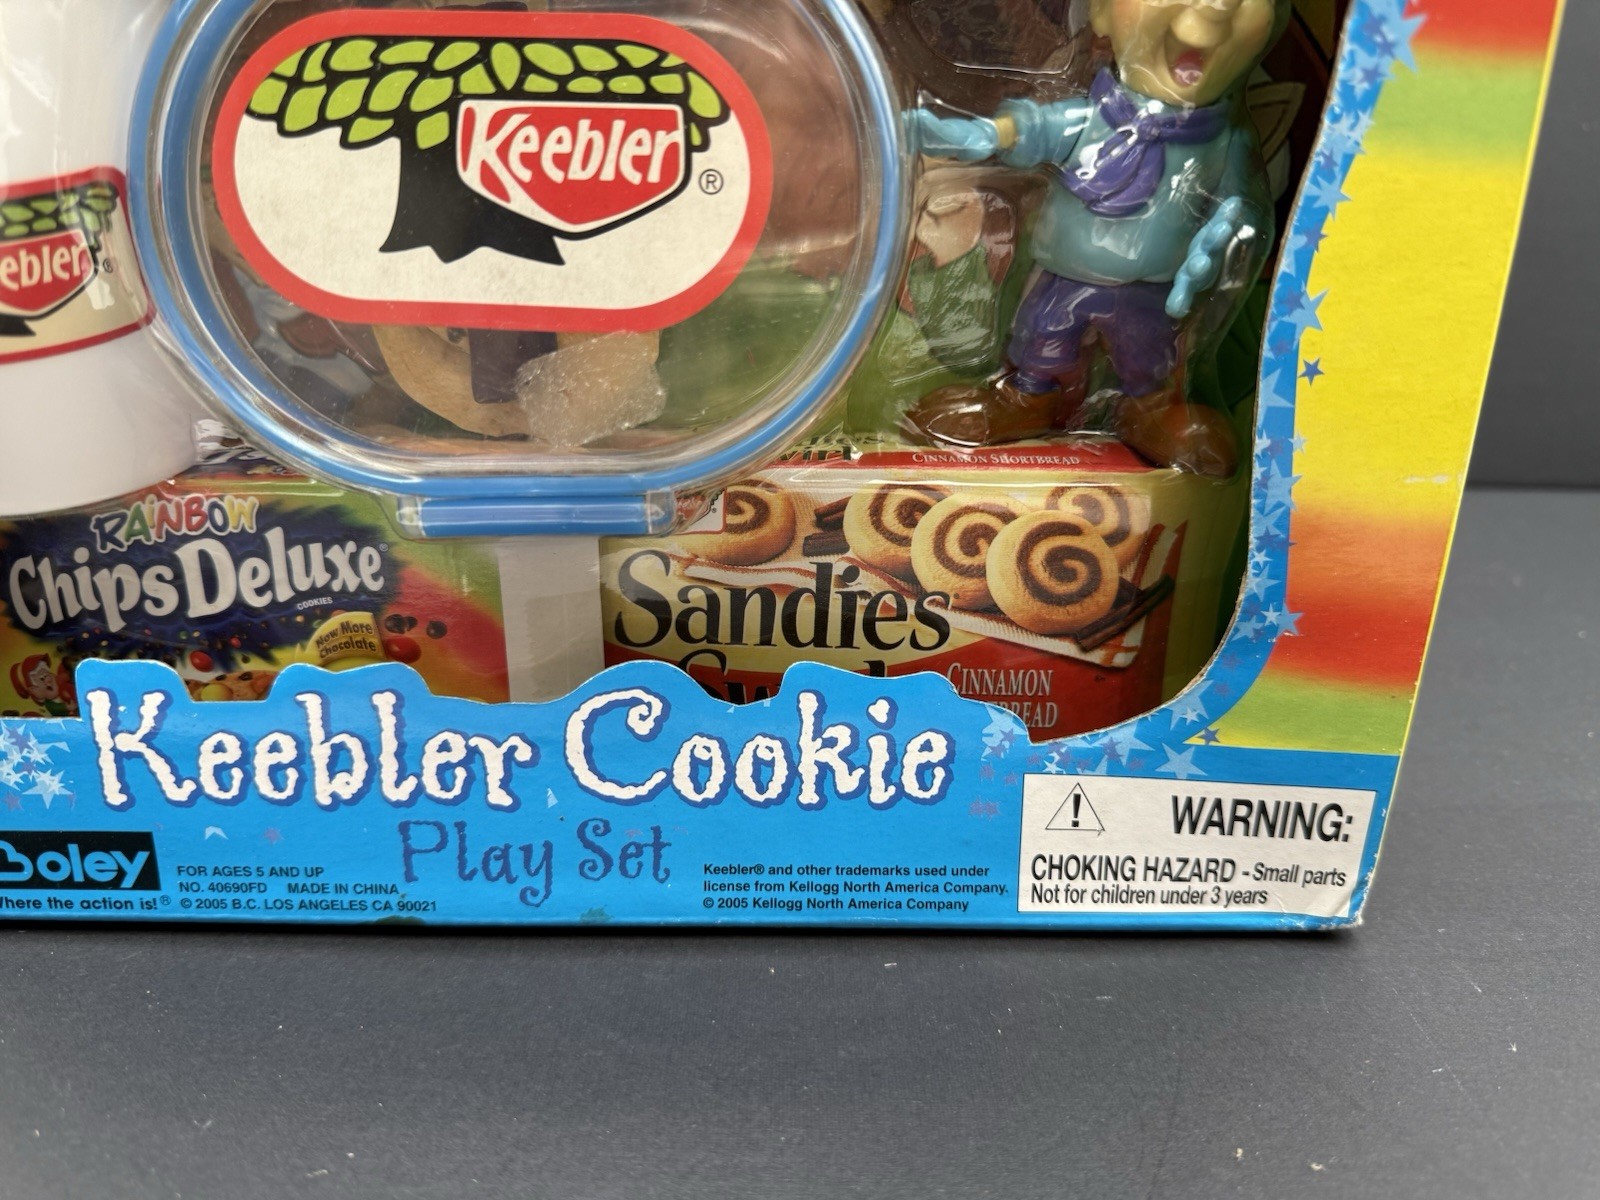 Keebler®
ebler®
CINNAMON SHORTBREAD
RAINBOW
Chips Deluxe®
COOKIES
Now More
Chocolate
Sandies
CINNAMON
Keebler Cookie
Play Set
Boley
Where the action is!®
FOR AGES 5 AND UP
NO. 40690FD MADE IN CHINA
© 2005 B.C. LOS ANGELES CA 90021
Keebler® and other trademarks used under
license from Kellogg North America Company.
© 2005 Kellogg North America Company
WARNING:
CHOKING HAZARD - Small parts
Not for children under 3 years